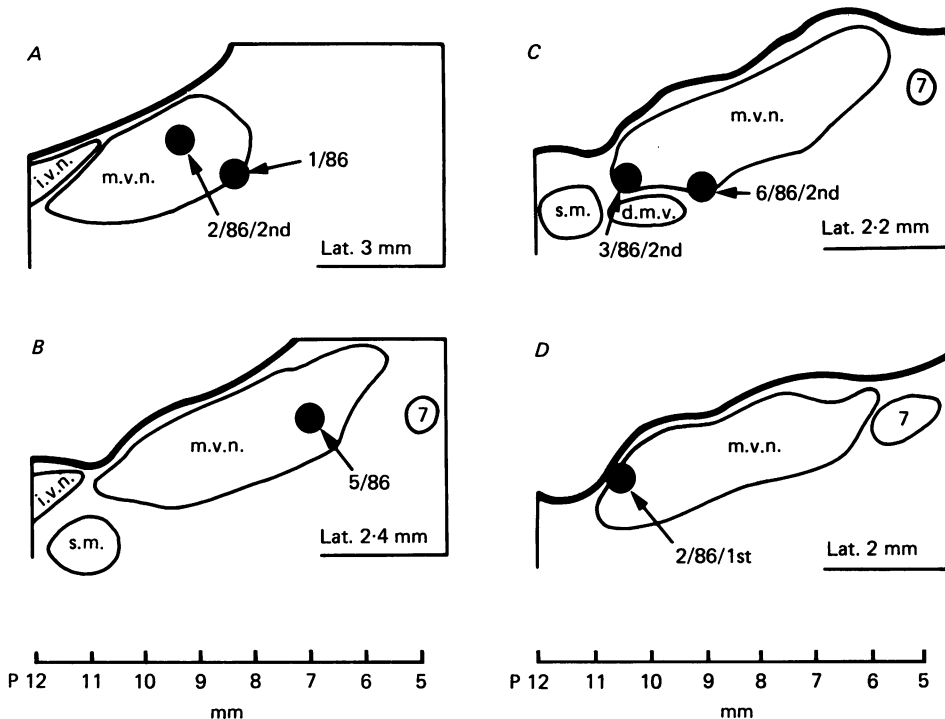 A
i.v.n.
m.v.n.
1/86
2/86/2nd
Lat. 3 mm
C
m.v.n.
7
s.m.
d.m.v.
6/86/2nd
3/86/2nd
Lat. 2·2 mm
B
m.v.n.
7
i.v.n.
5/86
s.m.
Lat. 2·4 mm
D
m.v.n.
7
2/86/1st
Lat. 2 mm
P 12 11 10 9 8 7 6 5
mm
P 12 11 10 9 8 7 6 5
mm